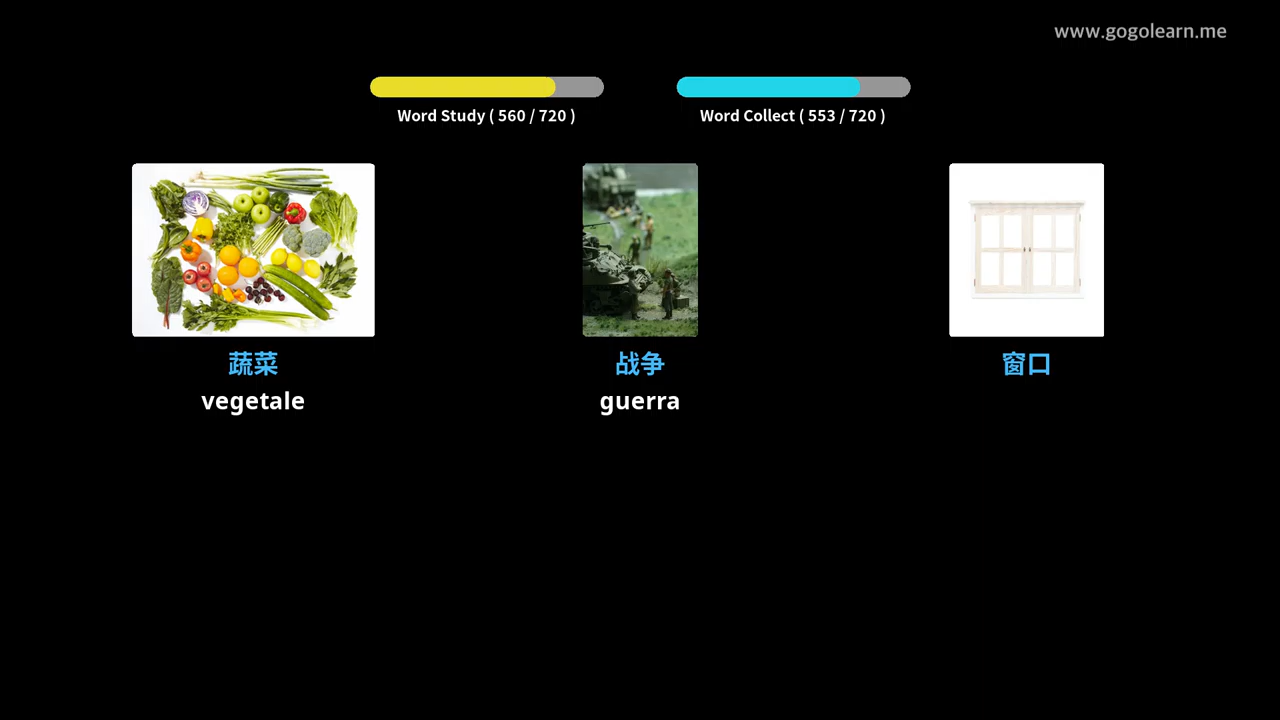 www.gogolearn.me
Word Study ( 560 / 720 )
Word Collect ( 553 / 720 )
蔬菜
战争
窗口
vegetale
guerra